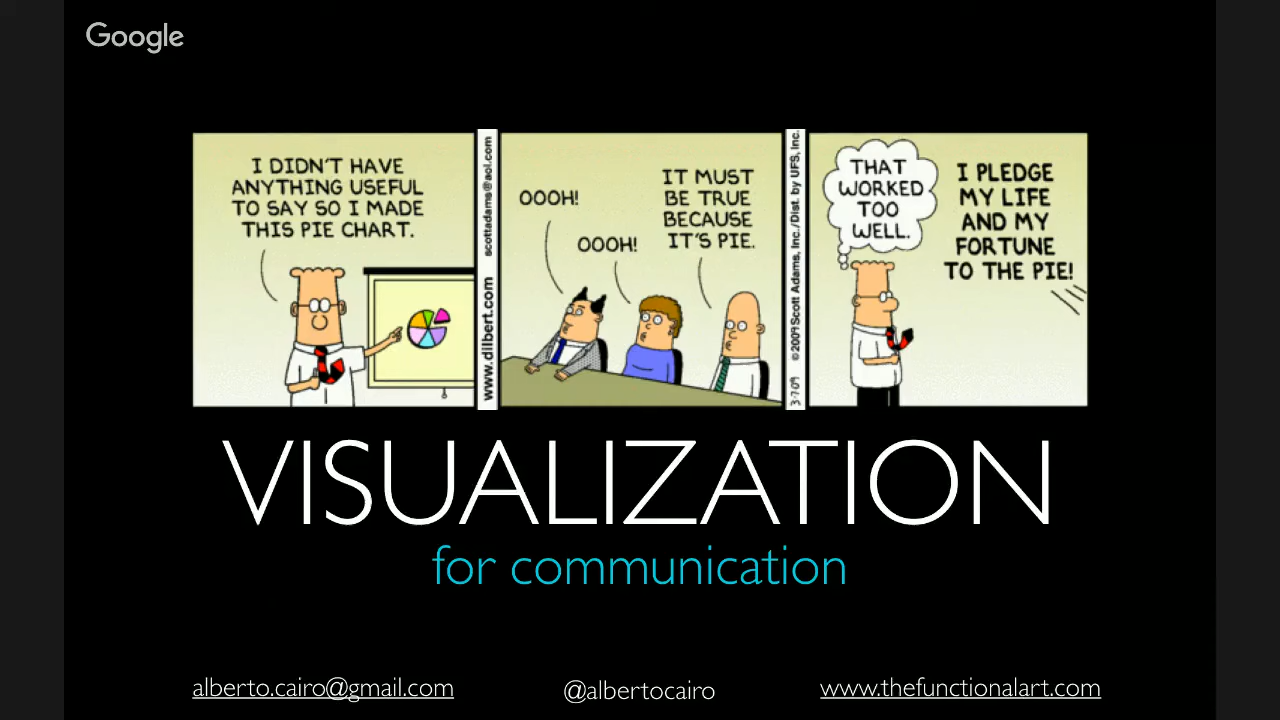 Google
I DIDN'T HAVE
ANYTHING USEFUL
TO SAY SO I MADE
THIS PIE CHART.
www.dilbert.com scottadams@aol.com
OOOH!
OOOH!
IT MUST
BE TRUE
BECAUSE
IT'S PIE.
3-7-09 ©2009 Scott Adams, Inc./Dist. by UFS, Inc.
THAT
WORKED
TOO
WELL.
I PLEDGE
MY LIFE
AND MY
FORTUNE
TO THE PIE!
VISUALIZATION
for communication
alberto.cairo@gmail.com
@albertocairo
www.thefunctionalart.com